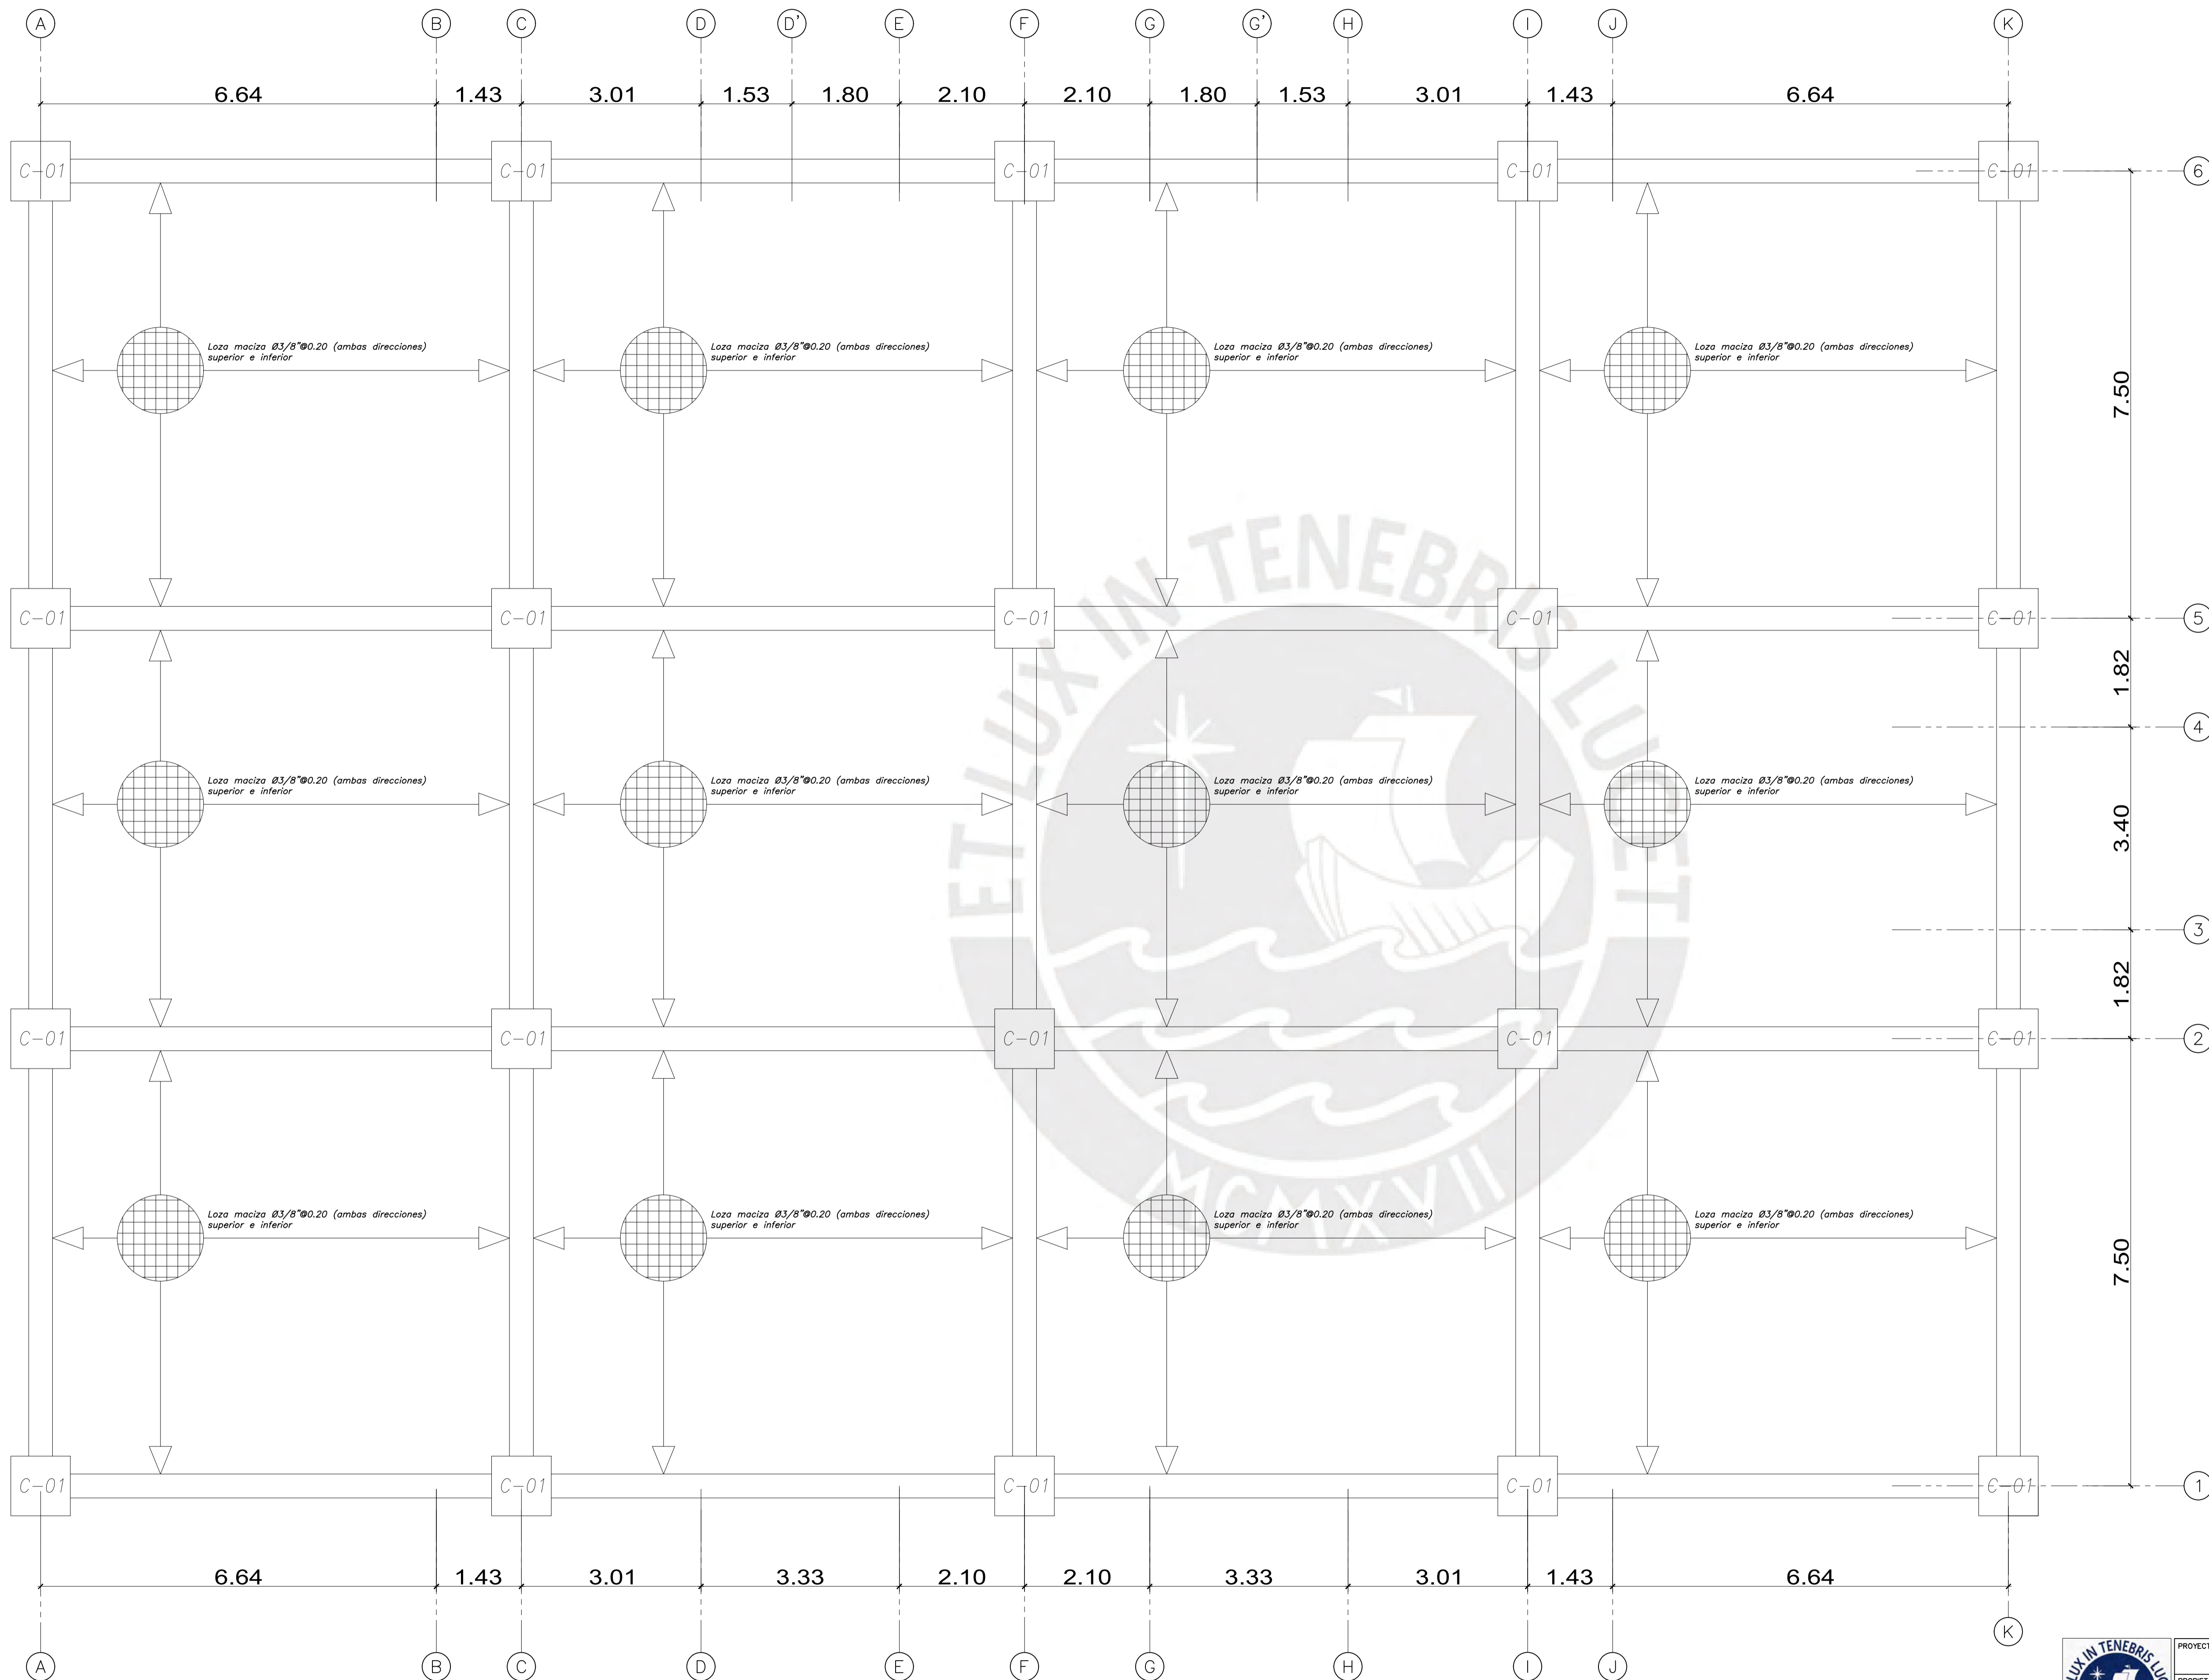 A B C D D' E F G G' H I J K
6.64 1.43 3.01 1.53 1.80 2.10 2.10 1.80 1.53 3.01 1.43 6.64
C-01 C-01 C-01 C-01 C-01 6
Loza maciza Ø3/8"@0.20 (ambas direcciones)
superior e inferior
Loza maciza Ø3/8"@0.20 (ambas direcciones)
superior e inferior
Loza maciza Ø3/8"@0.20 (ambas direcciones)
superior e inferior
Loza maciza Ø3/8"@0.20 (ambas direcciones)
superior e inferior
7.50
C-01 C-01 C-01 C-01 C-01 5
1.82
4
Loza maciza Ø3/8"@0.20 (ambas direcciones)
superior e inferior
Loza maciza Ø3/8"@0.20 (ambas direcciones)
superior e inferior
Loza maciza Ø3/8"@0.20 (ambas direcciones)
superior e inferior
Loza maciza Ø3/8"@0.20 (ambas direcciones)
superior e inferior
3.40
3
1.82
C-01 C-01 C-01 C-01 C-01 2
Loza maciza Ø3/8"@0.20 (ambas direcciones)
superior e inferior
Loza maciza Ø3/8"@0.20 (ambas direcciones)
superior e inferior
Loza maciza Ø3/8"@0.20 (ambas direcciones)
superior e inferior
Loza maciza Ø3/8"@0.20 (ambas direcciones)
superior e inferior
7.50
C-01 C-01 C-01 C-01 C-01 1
6.64 1.43 3.01 3.33 2.10 2.10 3.33 3.01 1.43 6.64
A B C D E F G H I J K
ET LUX IN TENEBRIS LUCET
MCMXVII
TENEBRIS
PROYECT